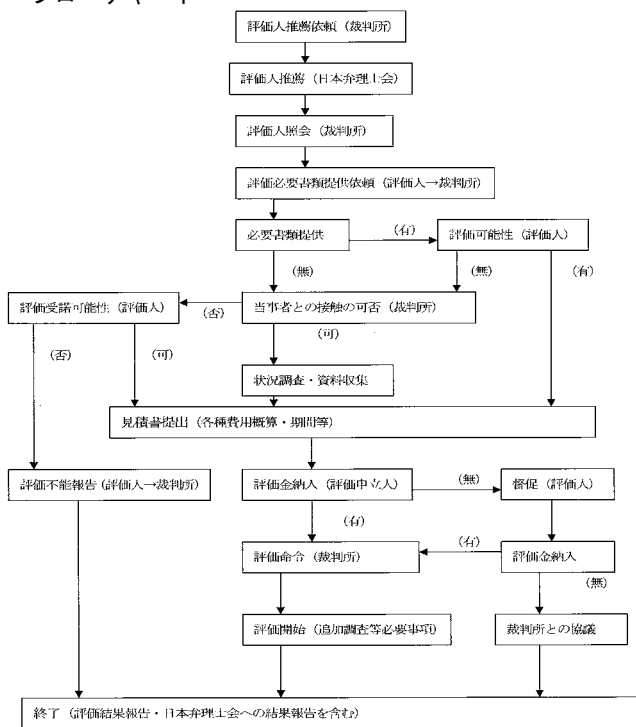 フローチャート
評価人推薦依頼（裁判所）
評価人推薦（日本弁理士会）
評価人照会（裁判所）
評価必要書類提供依頼（評価人→裁判所）
必要書類提供
（有）
評価可能性（評価人）
（無）
（無）
（有）
評価受諾可能性（評価人）
（否）
当事者との接触の可否（裁判所）
（否）
（可）
（可）
状況調査・資料収集
見積書提出（各種費用概算・期間等）
評価不能報告（評価人→裁判所）
評価金納入（評価申立人）
（無）
督促（評価人）
（有）
評価命令（裁判所）
（有）
評価金納入
（無）
評価開始（追加調査等必要事項）
裁判所との協議
終了（評価結果報告・日本弁理士会への結果報告を含む）